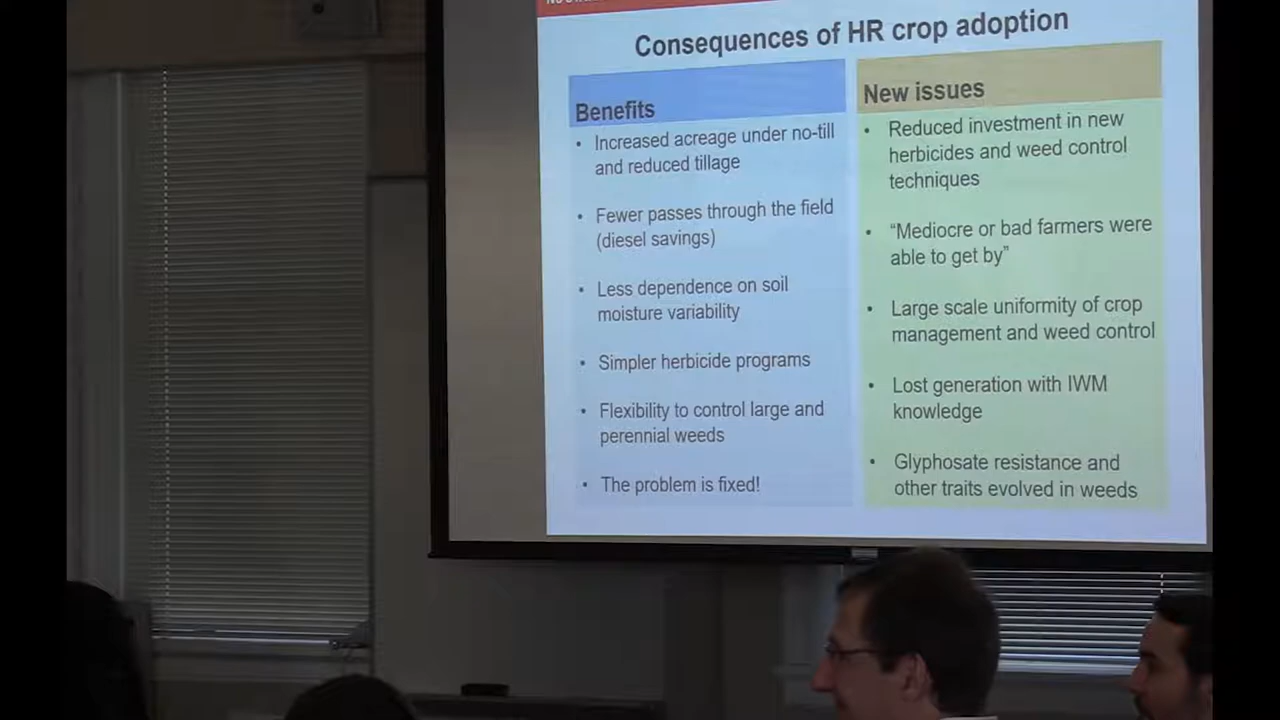 Consequences of HR crop adoption
Benefits
• Increased acreage under no-till
and reduced tillage
• Fewer passes through the field
(diesel savings)
• Less dependence on soil
moisture variability
• Simpler herbicide programs
• Flexibility to control large and
perennial weeds
• The problem is fixed!
New issues
• Reduced investment in new
herbicides and weed control
techniques
• “Mediocre or bad farmers were
able to get by”
• Large scale uniformity of crop
management and weed control
• Lost generation with IWM
knowledge
• Glyphosate resistance and
other traits evolved in weeds